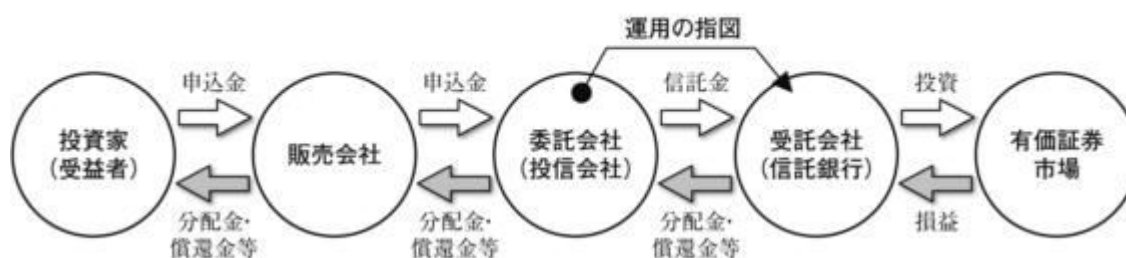 運用の指図
申込金
申込金
信託金
投資
投資家
(受益者)
販売会社
委託会社
(投信会社)
受託会社
(信託銀行)
有価証券
市場
分配金・
償還金等
分配金・
償還金等
分配金・
償還金等
損益